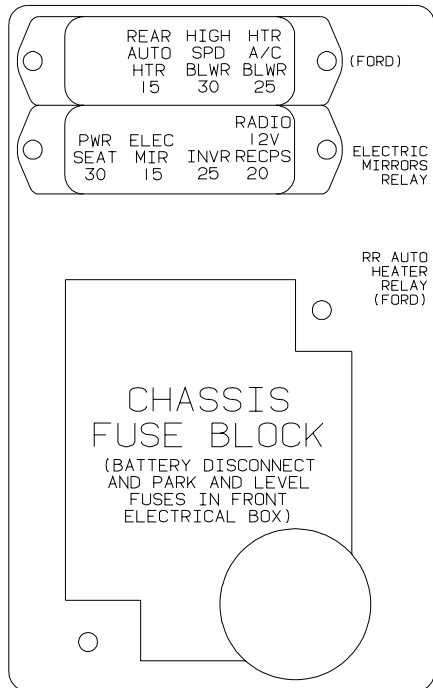 REAR HIGH HTR
AUTO SPD A/C
HTR BLWR BLWR
15 30 25
(FORD)
RADIO
PWR ELEC 12V
SEAT MIR INVR RECPS
30 15 25 20
ELECTRIC
MIRRORS
RELAY
RR AUTO
HEATER
RELAY
(FORD)
CHASSIS
FUSE BLOCK
(BATTERY DISCONNECT
AND PARK AND LEVEL
FUSES IN FRONT
ELECTRICAL BOX)